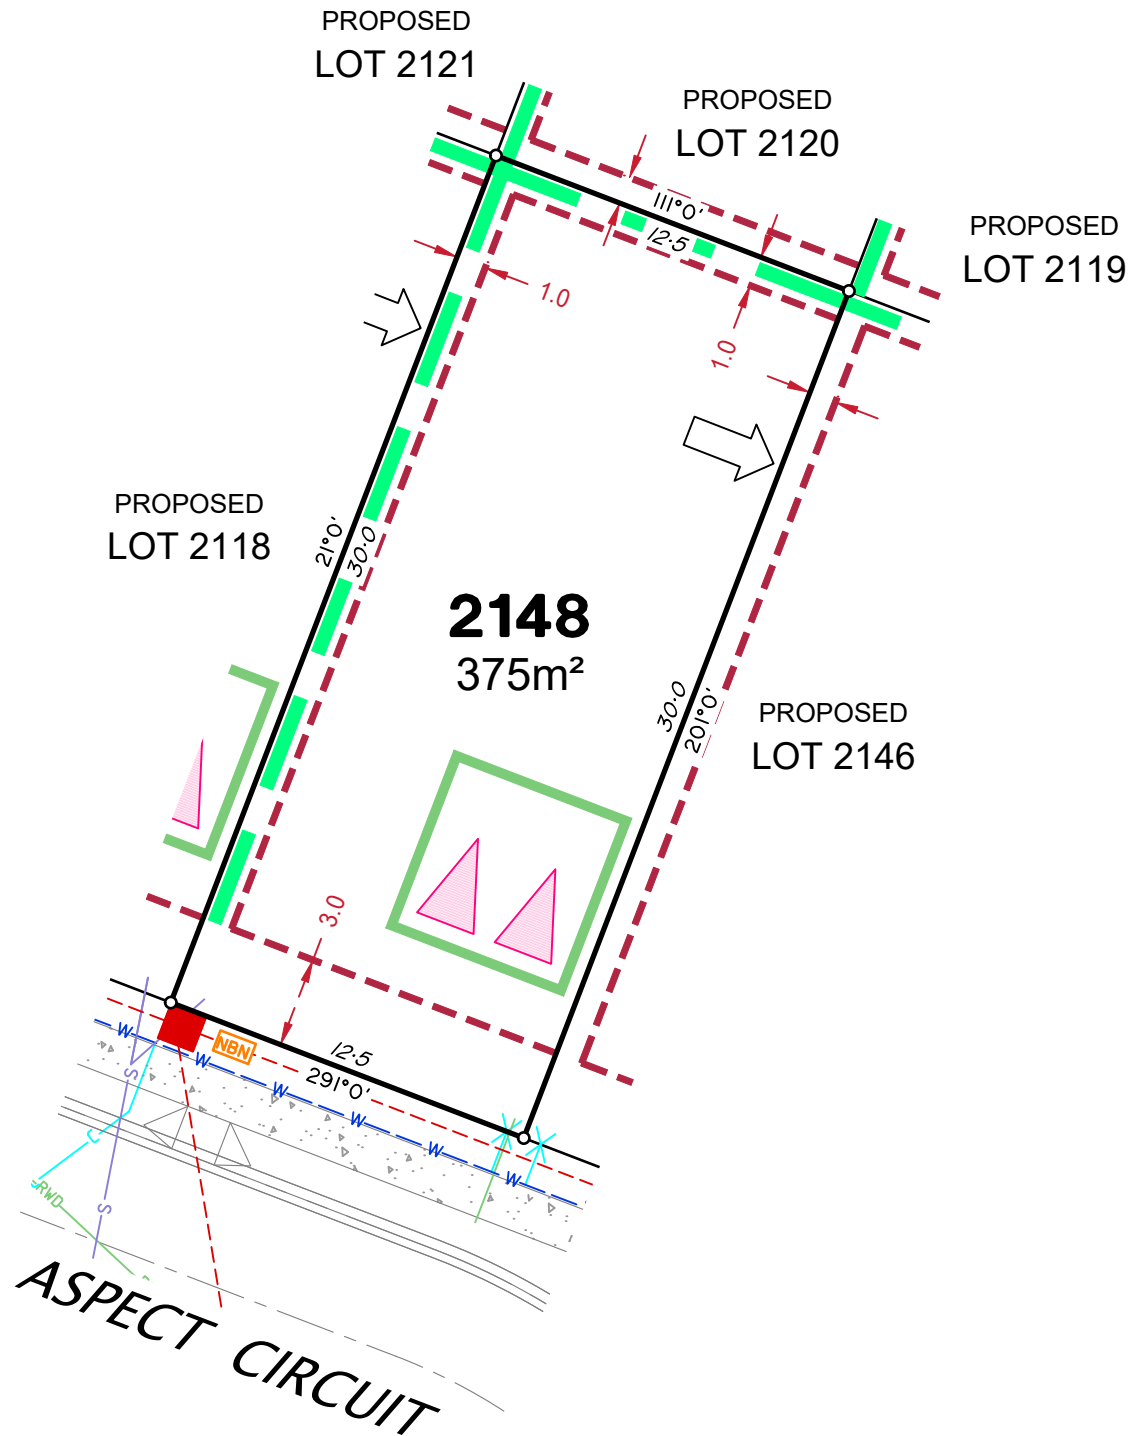 PROPOSED
LOT 2121
PROPOSED
LOT 2120
PROPOSED
LOT 2119
111°0'
12·5
1.0
1.0
PROPOSED
LOT 2118
21°0'
30·0
2148
375m²
30·0
201°0'
PROPOSED
LOT 2146
3.0
12·5
291°0'
NBN
W
W
W
W
W
W
S
S
C
RWD
ASPECT CIRCUIT